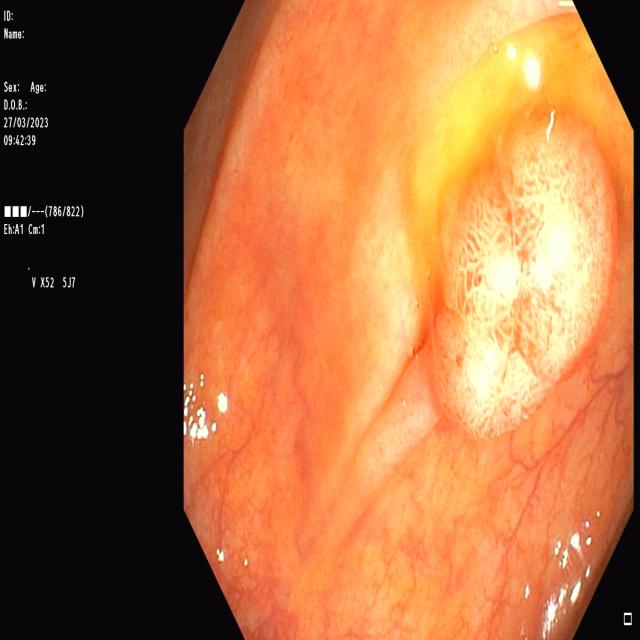 ID:
Name:
Sex: Age:
D.O.B.:
27/03/2023
09:42:39
■■■/---(786/822)
Eh:A1 Cm:1
V X52 5J7